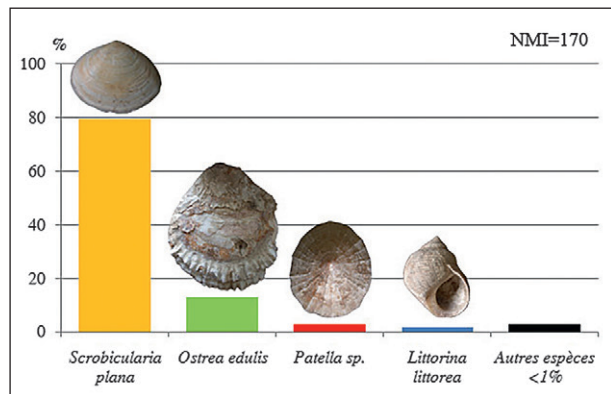 %
NMI=170
100
80
60
40
20
0
Scrobicularia
plana
Ostrea edulis
Patella sp.
Littorina
littorea
Autres espèces
<1%